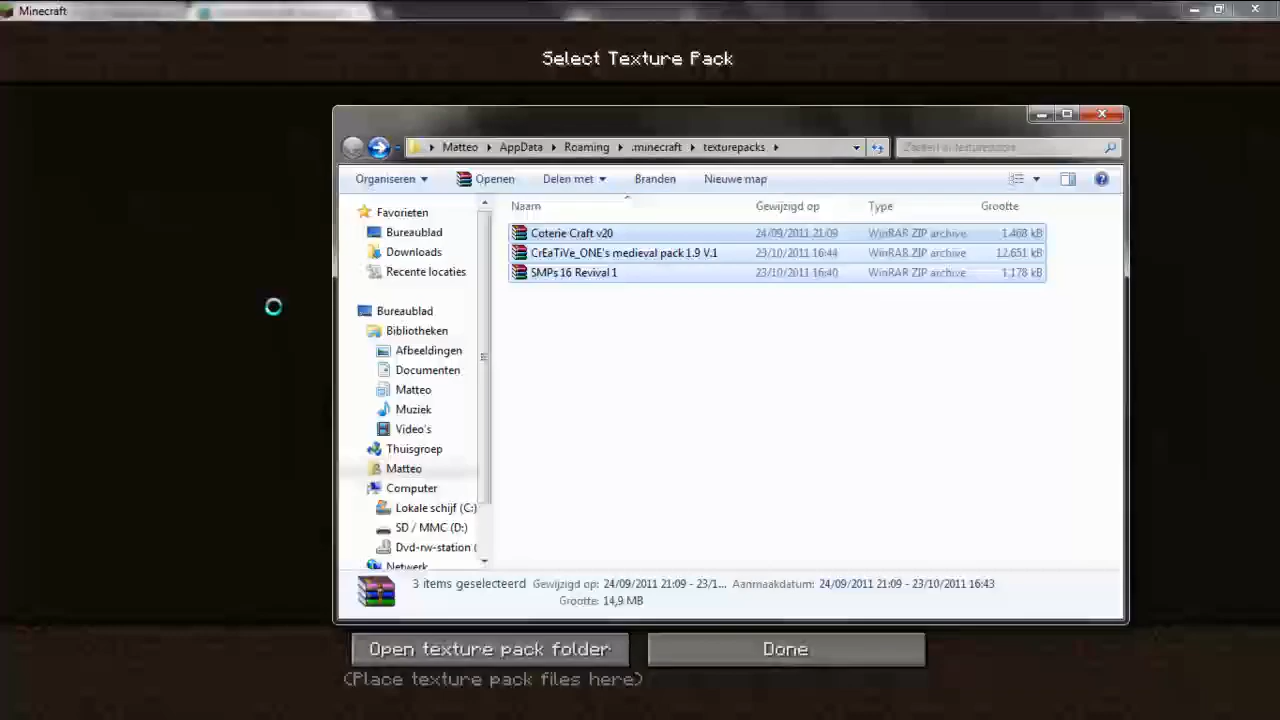 Minecraft
Select Texture Pack
Matteo AppData Roaming .minecraft texturepacks
Organiseren Openen Delen met Branden Nieuwe map
Naam Gewijzigd op Type Grootte
Coterie Craft v20 24/09/2011 21:09 WinRAR ZIP archive 1.468 kB
CrEaTiVe_ONE's medieval pack 1.9 V.1 23/10/2011 16:44 WinRAR ZIP archive 12.651 kB
SMPs 16 Revival 1 23/10/2011 16:40 WinRAR ZIP archive 1.178 kB
Favorieten
Bureaublad
Downloads
Recente locaties
Bureaublad
Bibliotheken
Afbeeldingen
Documenten
Matteo
Muziek
Video's
Thuisgroep
Matteo
Computer
Lokale schijf (C:)
SD / MMC (D:)
Dvd-rw-station (
Netwerk
3 items geselecteerd Gewijzigd op: 24/09/2011 21:09 - 23/1... Aanmaakdatum: 24/09/2011 21:09 - 23/10/2011 16:43
Grootte: 14,9 MB
Open texture pack folder Done
(Place texture pack files here)